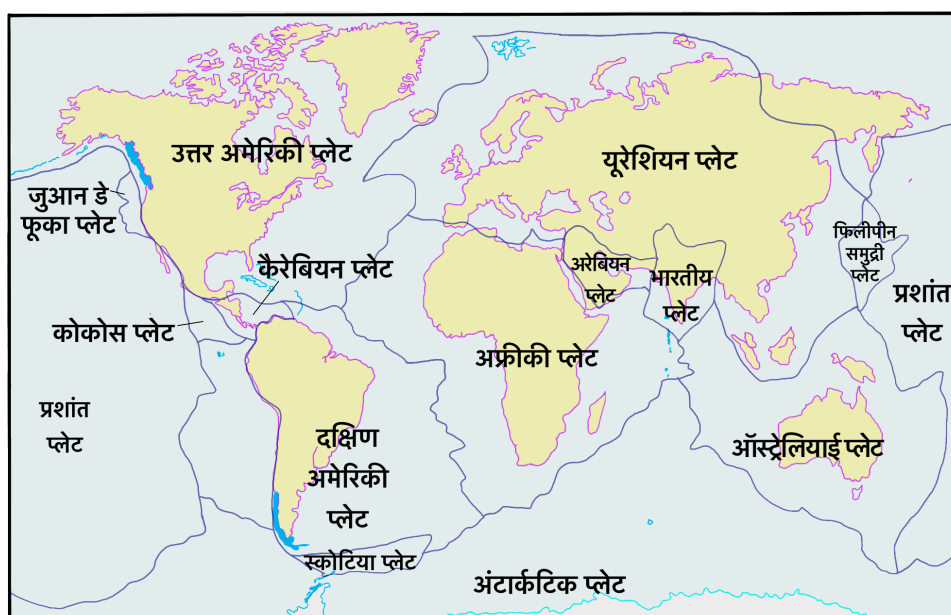 उत्तर अमेरिकी प्लेट
यूरेशियन प्लेट
जुआन डे
फूका प्लेट
फिलीपीन
समुद्री
प्लेट
कैरेबियन प्लेट
अरेबियन
प्लेट
भारतीय
प्लेट
प्रशांत
प्लेट
कोकोस प्लेट
अफ्रीकी प्लेट
प्रशांत
प्लेट
दक्षिण
अमेरिकी
प्लेट
ऑस्ट्रेलियाई प्लेट
स्कोटिया प्लेट
अंटार्कटिक प्लेट